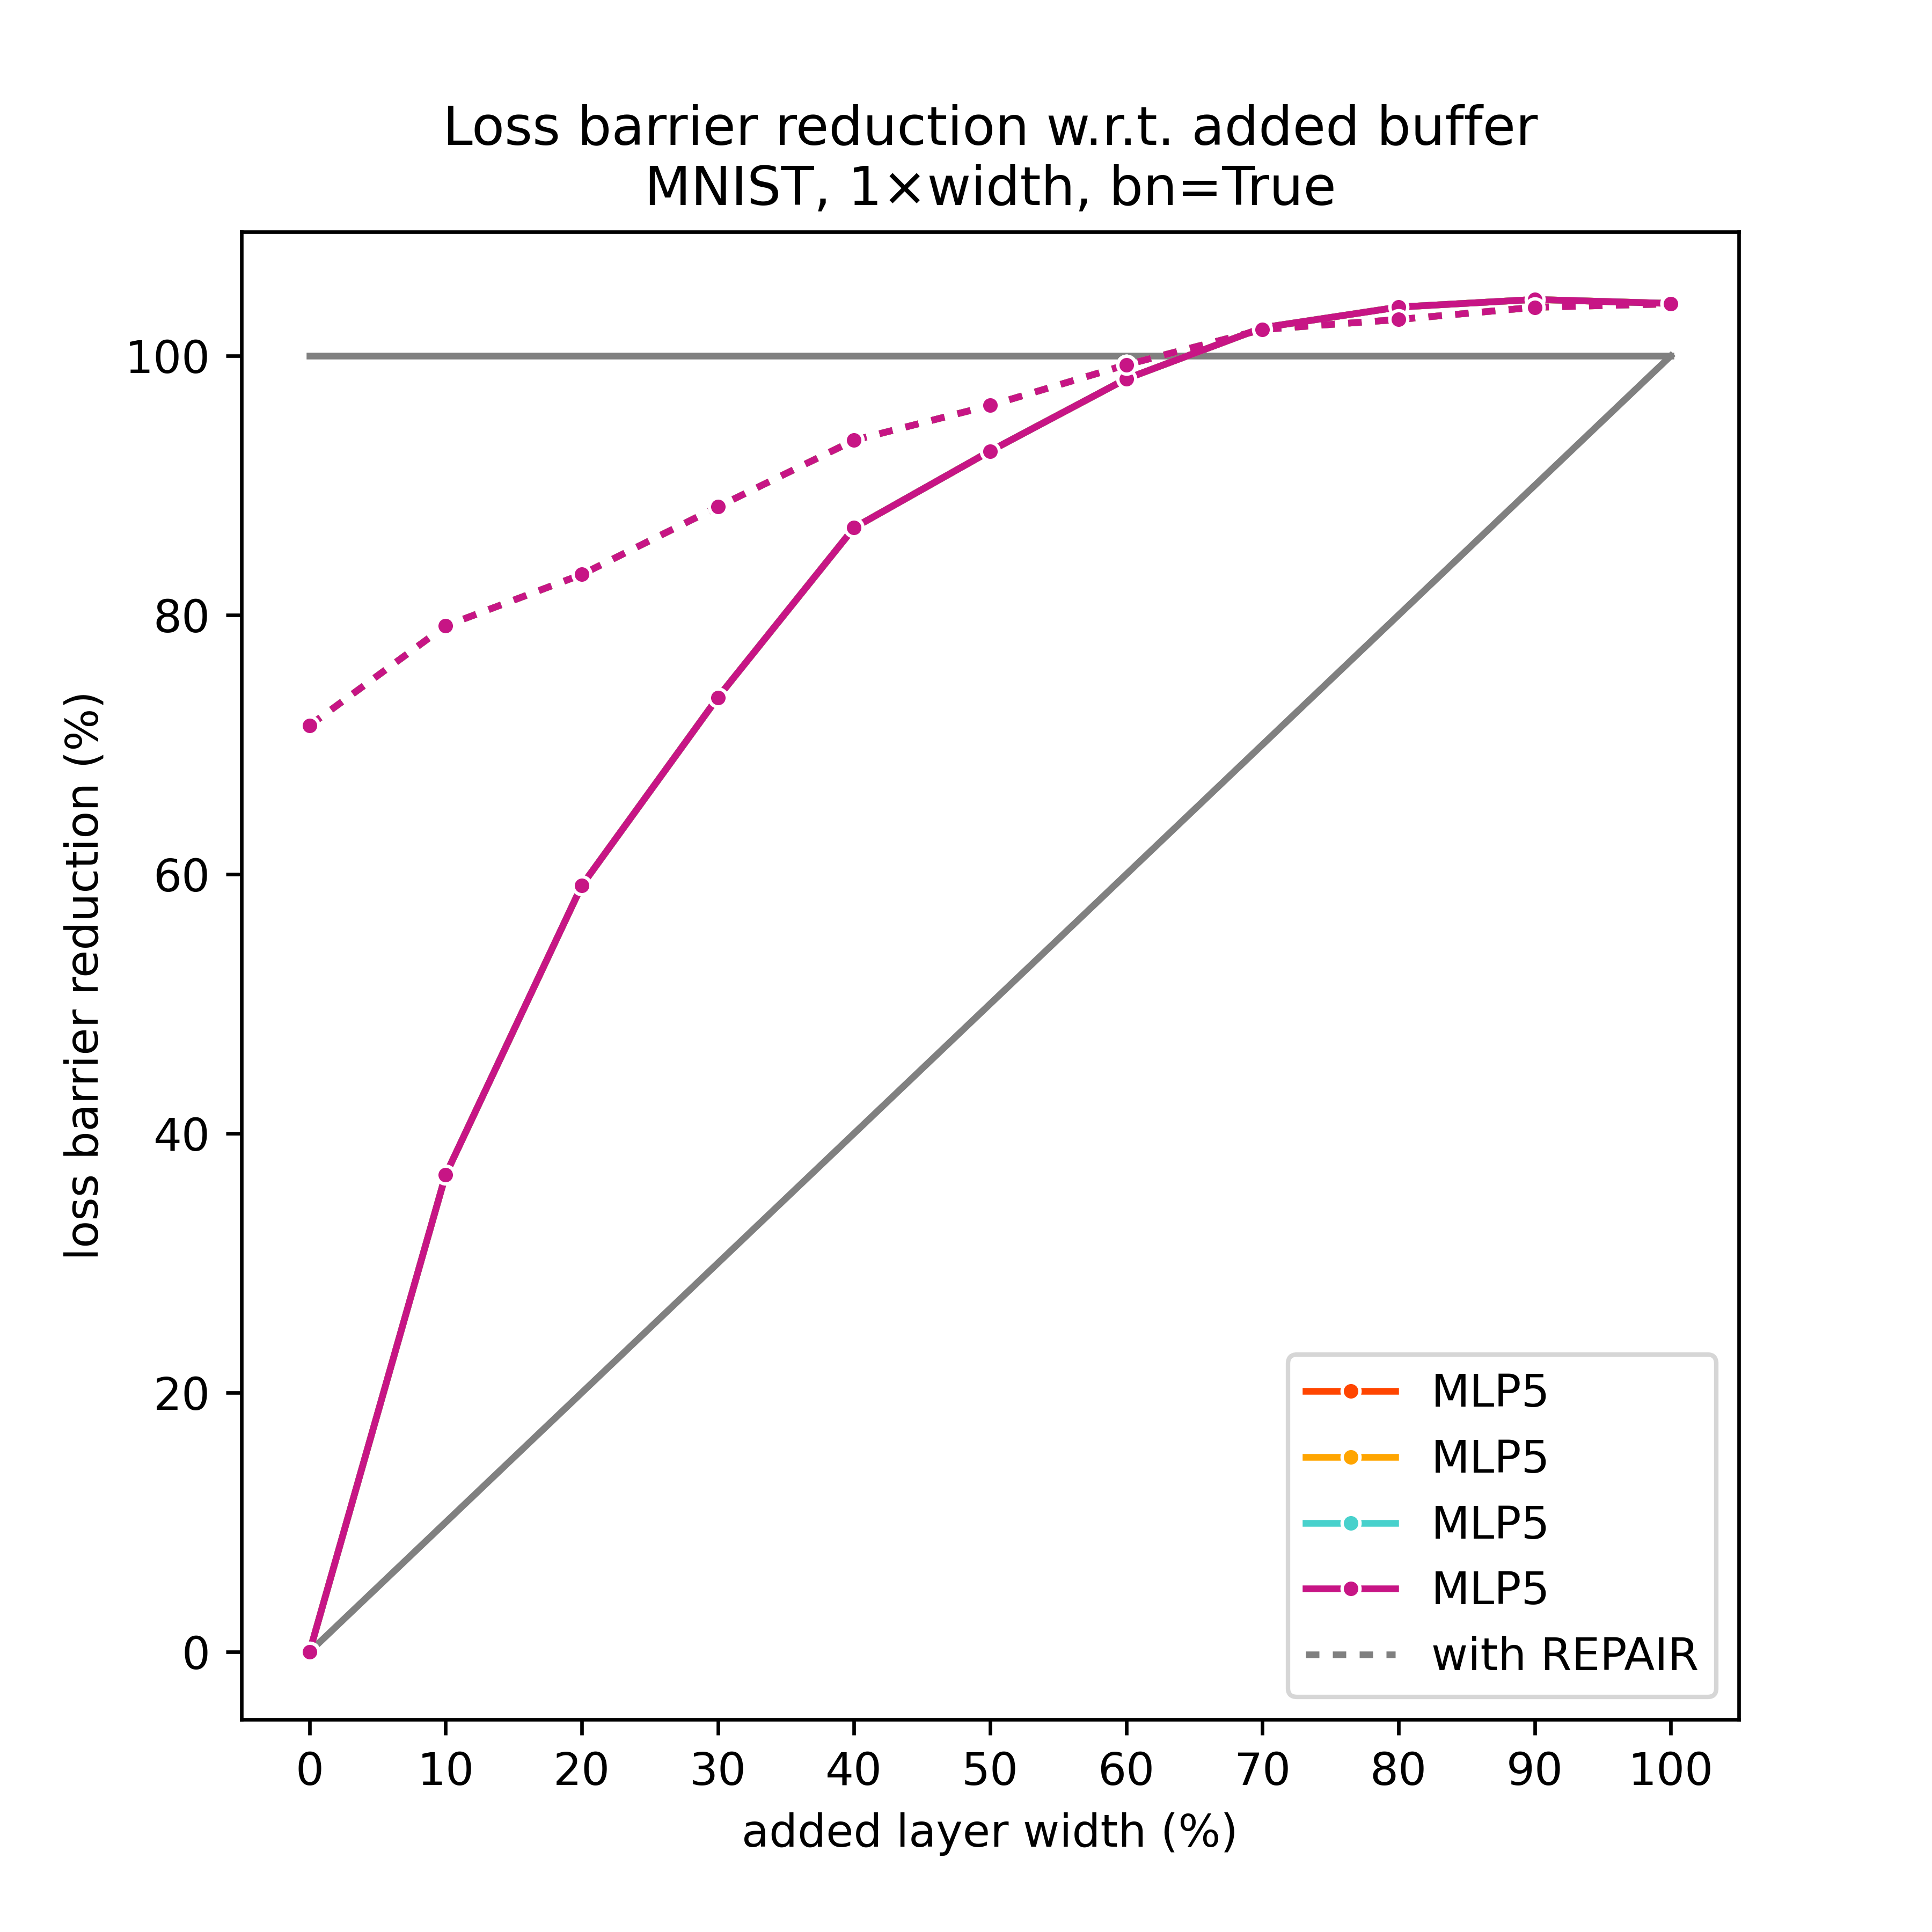 Loss barrier reduction w.r.t. added buffer
MNIST, 1×width, bn=True
loss barrier reduction (%)
100
80
60
40
20
0
MLP5
MLP5
MLP5
MLP5
with REPAIR
0 10 20 30 40 50 60 70 80 90 100
added layer width (%)